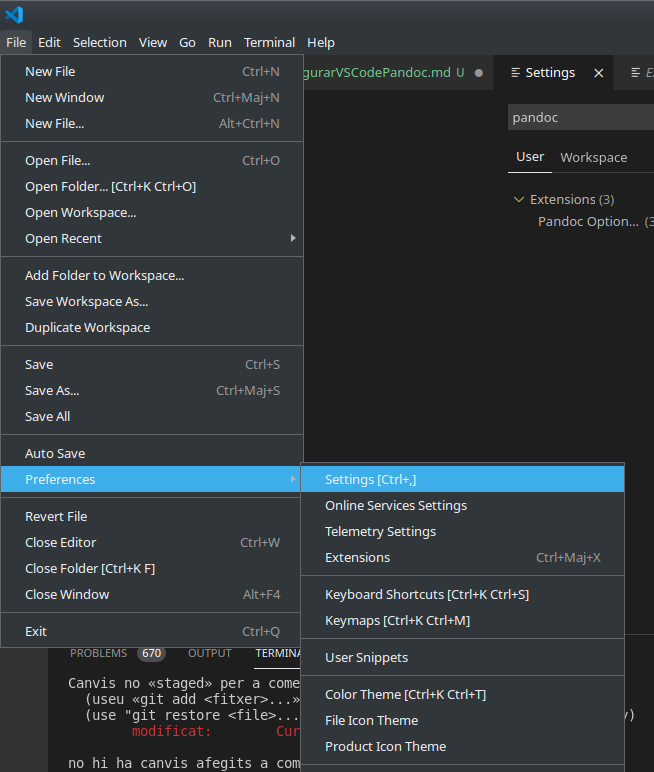 File Edit Selection View Go Run Terminal Help
New File Ctrl+N
New Window Ctrl+Maj+N
New File... Alt+Ctrl+N
Open File... Ctrl+O
Open Folder... [Ctrl+K Ctrl+O]
Open Workspace...
Open Recent
Add Folder to Workspace...
Save Workspace As...
Duplicate Workspace
Save Ctrl+S
Save As... Ctrl+Maj+S
Save All
Auto Save
Preferences
Revert File
Close Editor Ctrl+W
Close Folder [Ctrl+K F]
Close Window Alt+F4
Exit Ctrl+Q
Settings [Ctrl+,]
Online Services Settings
Telemetry Settings
Extensions Ctrl+Maj+X
Keyboard Shortcuts [Ctrl+K Ctrl+S]
Keymaps [Ctrl+K Ctrl+M]
User Snippets
Color Theme [Ctrl+K Ctrl+T]
File Icon Theme
Product Icon Theme
gurarVSCodePandoc.md U
Settings
pandoc
User Workspace
Extensions (3)
Pandoc Option... (3
PROBLEMS 670 OUTPUT TERMINA
Canvis no «staged» per a come
(useu «git add <fitxer>...»
(use "git restore <file>... y)
modificat: Cur
no hi ha canvis afegits a com